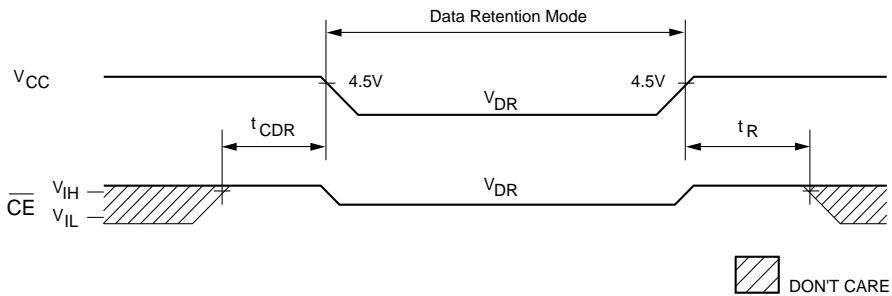 Data Retention Mode
VCC
4.5V
VDR
4.5V
tCDR
tR
VIH
CE
VIL
VDR
DON'T CARE